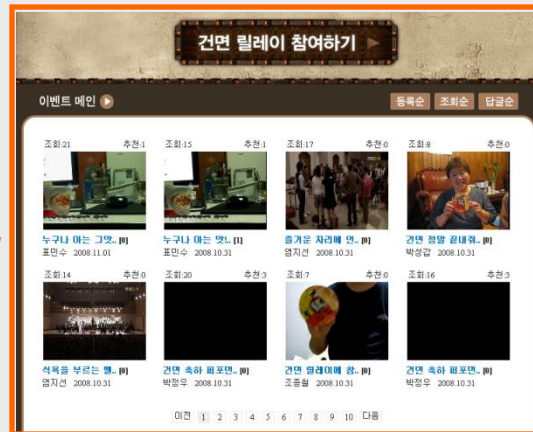 건면 릴레이 참여하기
이벤트 메인
등록순 조회순 답글순
조회:21 추천:1
조회:15 추천:1
조회:17 추천:0
조회:8 추천:0
누구나 아는 그맛.. [0]
표민수 2008.11.01
누구나 아는 맛!.. [1]
표민수 2008.10.31
즐거운 자리에 만.. [0]
염지선 2008.10.31
건면 정말 끝내줘.. [0]
박성갑 2008.10.31
조회:14 추천:0
조회:20 추천:3
조회:7 추천:0
조회:16 추천:3
식욕을 부르는 멜.. [0]
염지선 2008.10.31
건면 축하 퍼포먼.. [0]
박정우 2008.10.31
건면 릴레이에 참.. [0]
조종철 2008.10.31
건면 축하 퍼포먼.. [0]
박정우 2008.10.31
이전 1 2 3 4 5 6 7 8 9 10 다음